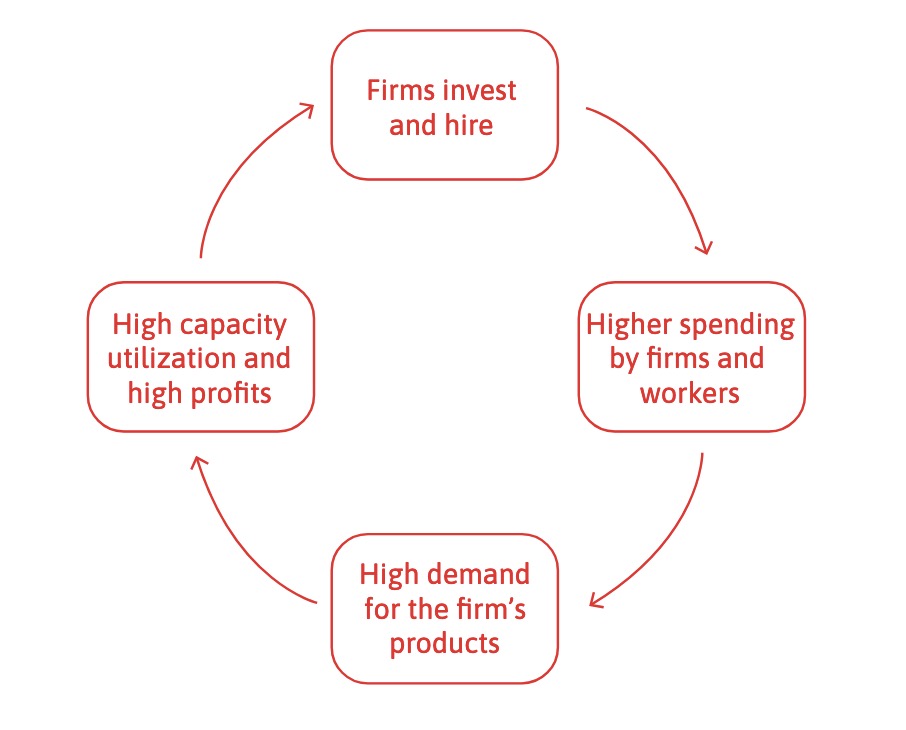 Firms invest
and hire
Higher spending
by firms and
workers
High demand
for the firm’s
products
High capacity
utilization and
high profits